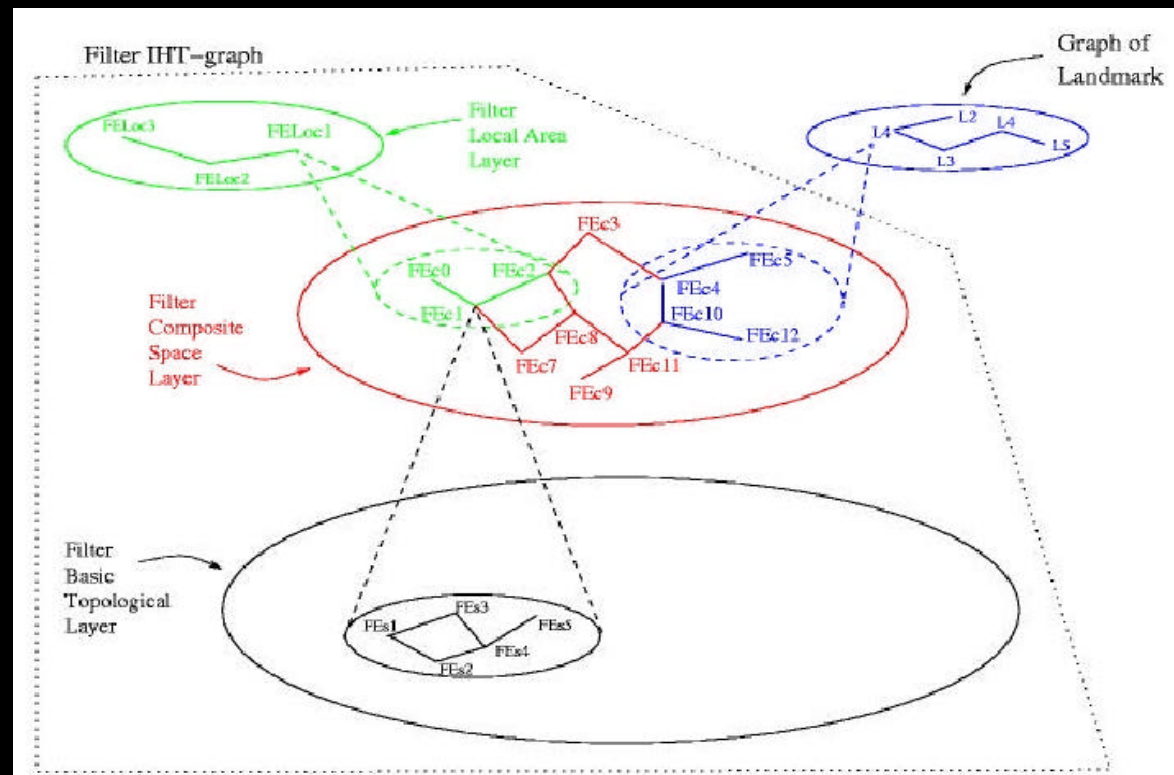 Filter IHT-graph
Graph of
Landmark
FELoc3
FELoc1
FELoc2
Filter
Local Area
Layer
L4
L2
L4
L3
L5
FEc3
FEc0
FEc2
FEc5
FEc1
FEc4
FEc10
FEc8
FEc12
FEc7
FEc11
FEc9
Filter
Composite
Space
Layer
Filter
Basic
Topological
Layer
FEs3
FEs1
FEs5
FEs4
FEs2